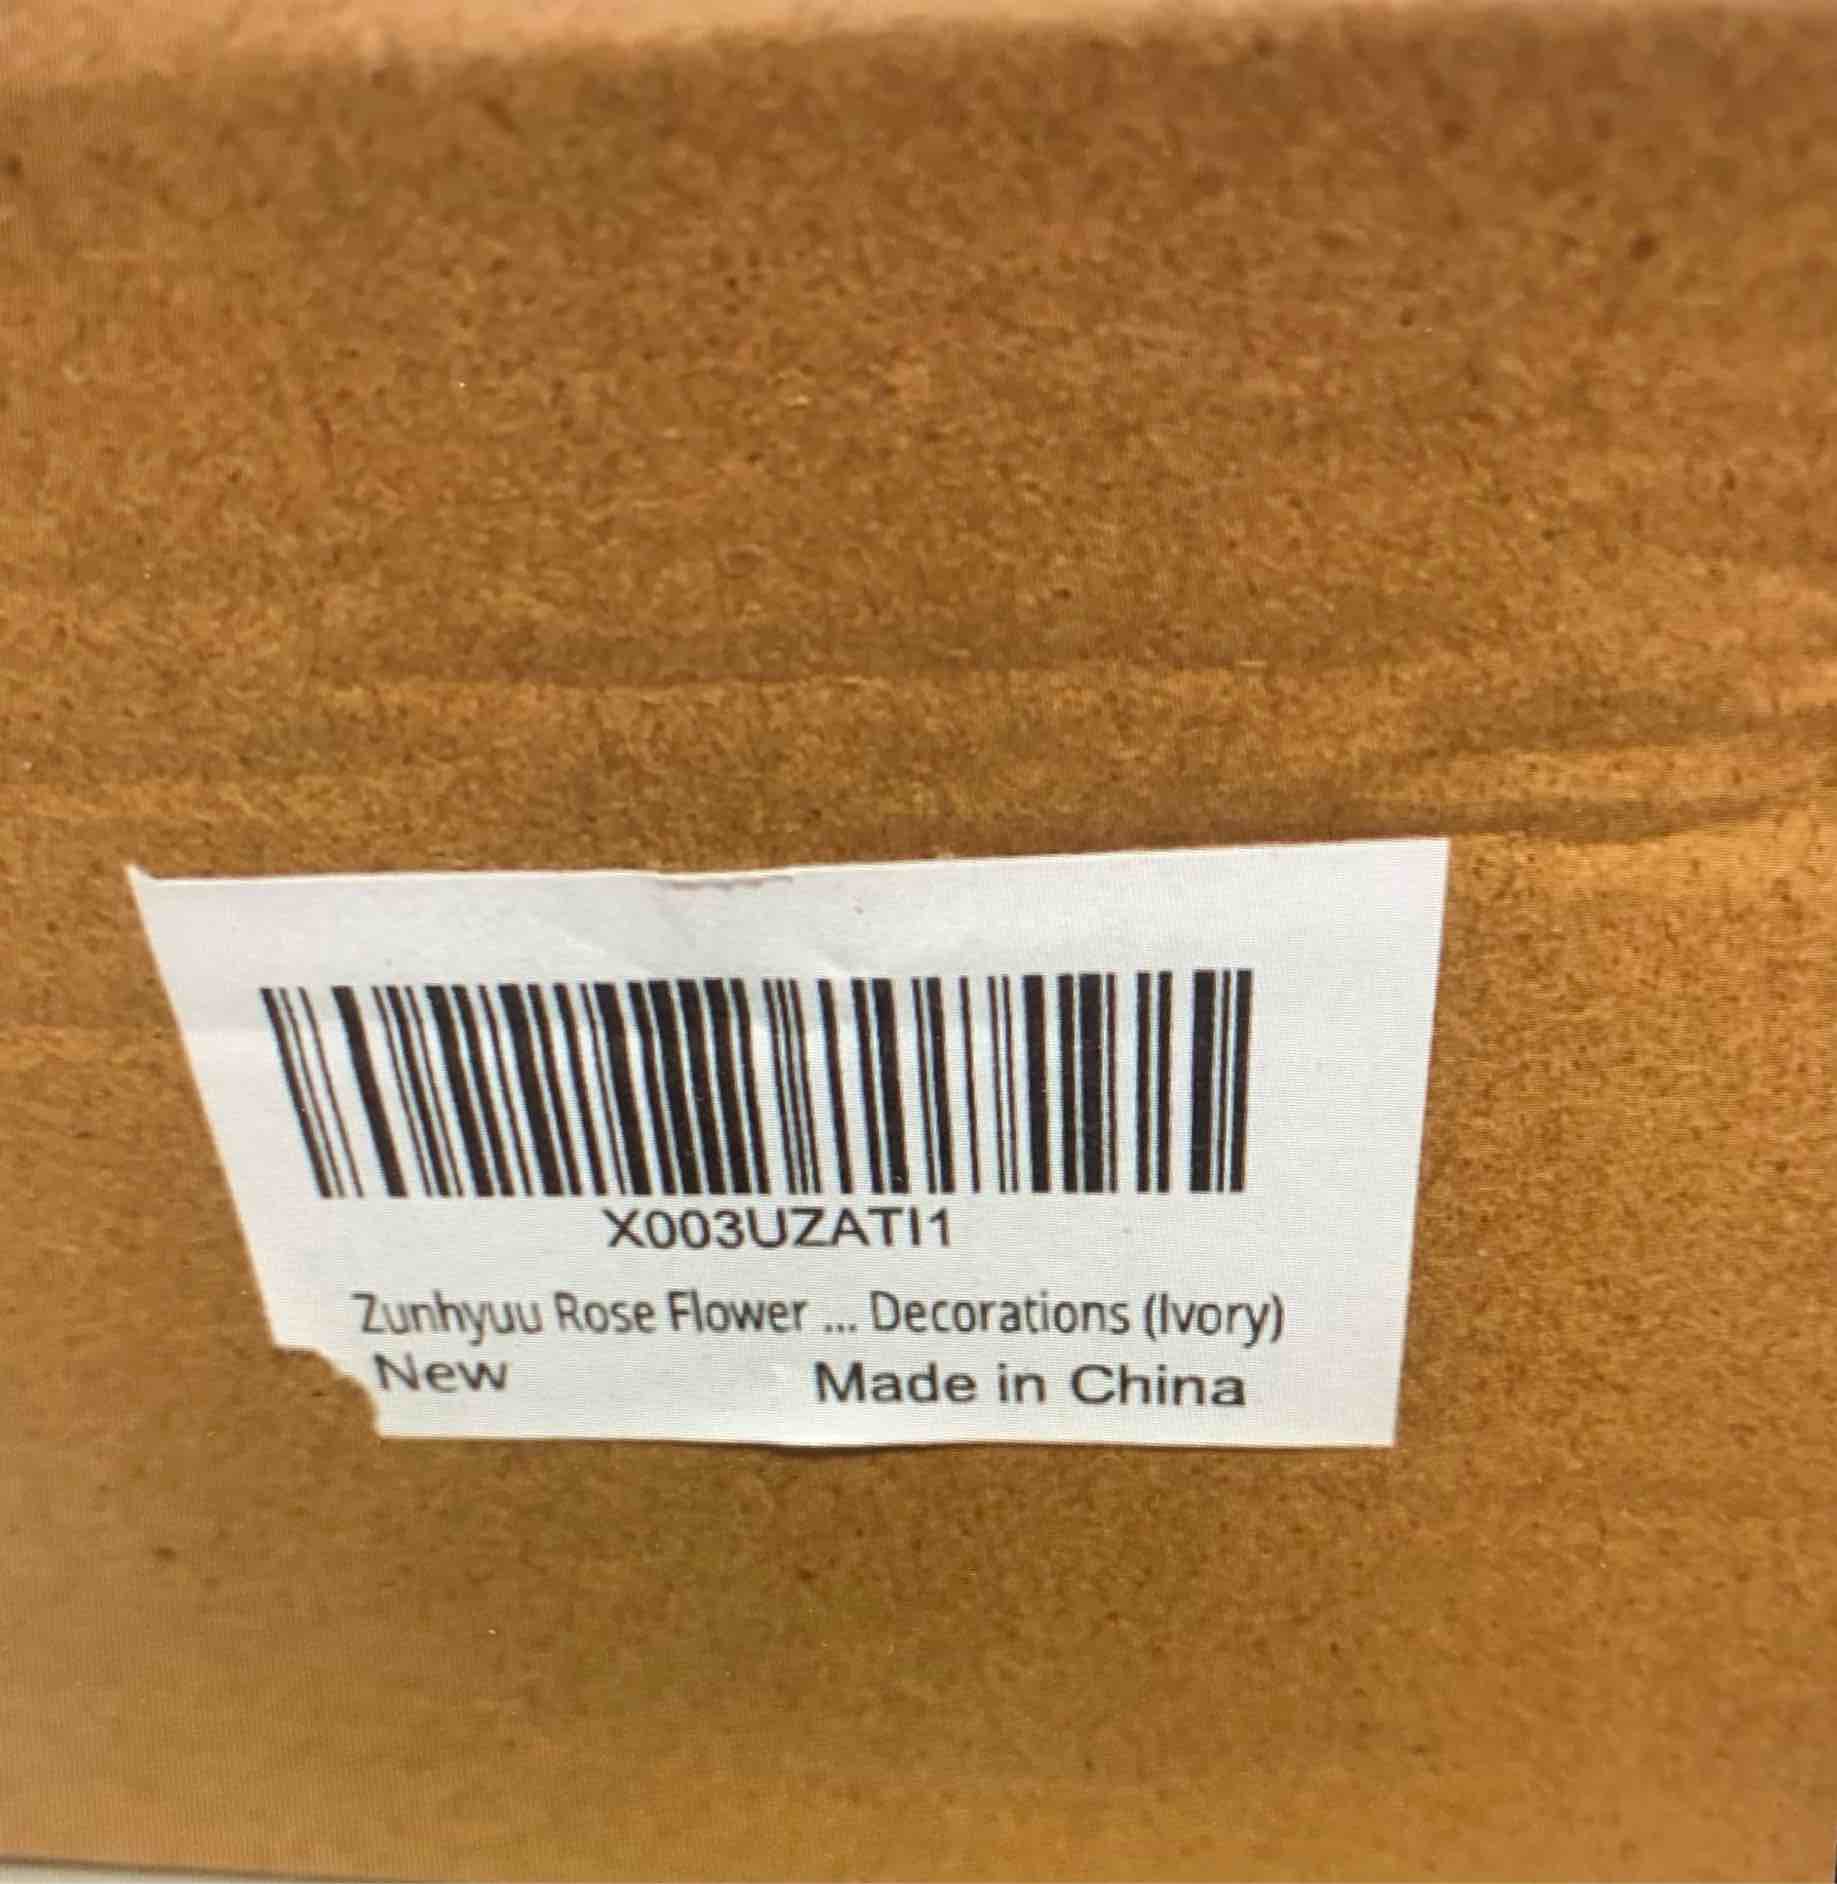 X003UZATI1
Zunhyuu Rose Flower ... Decorations (Ivory)
New Made in China